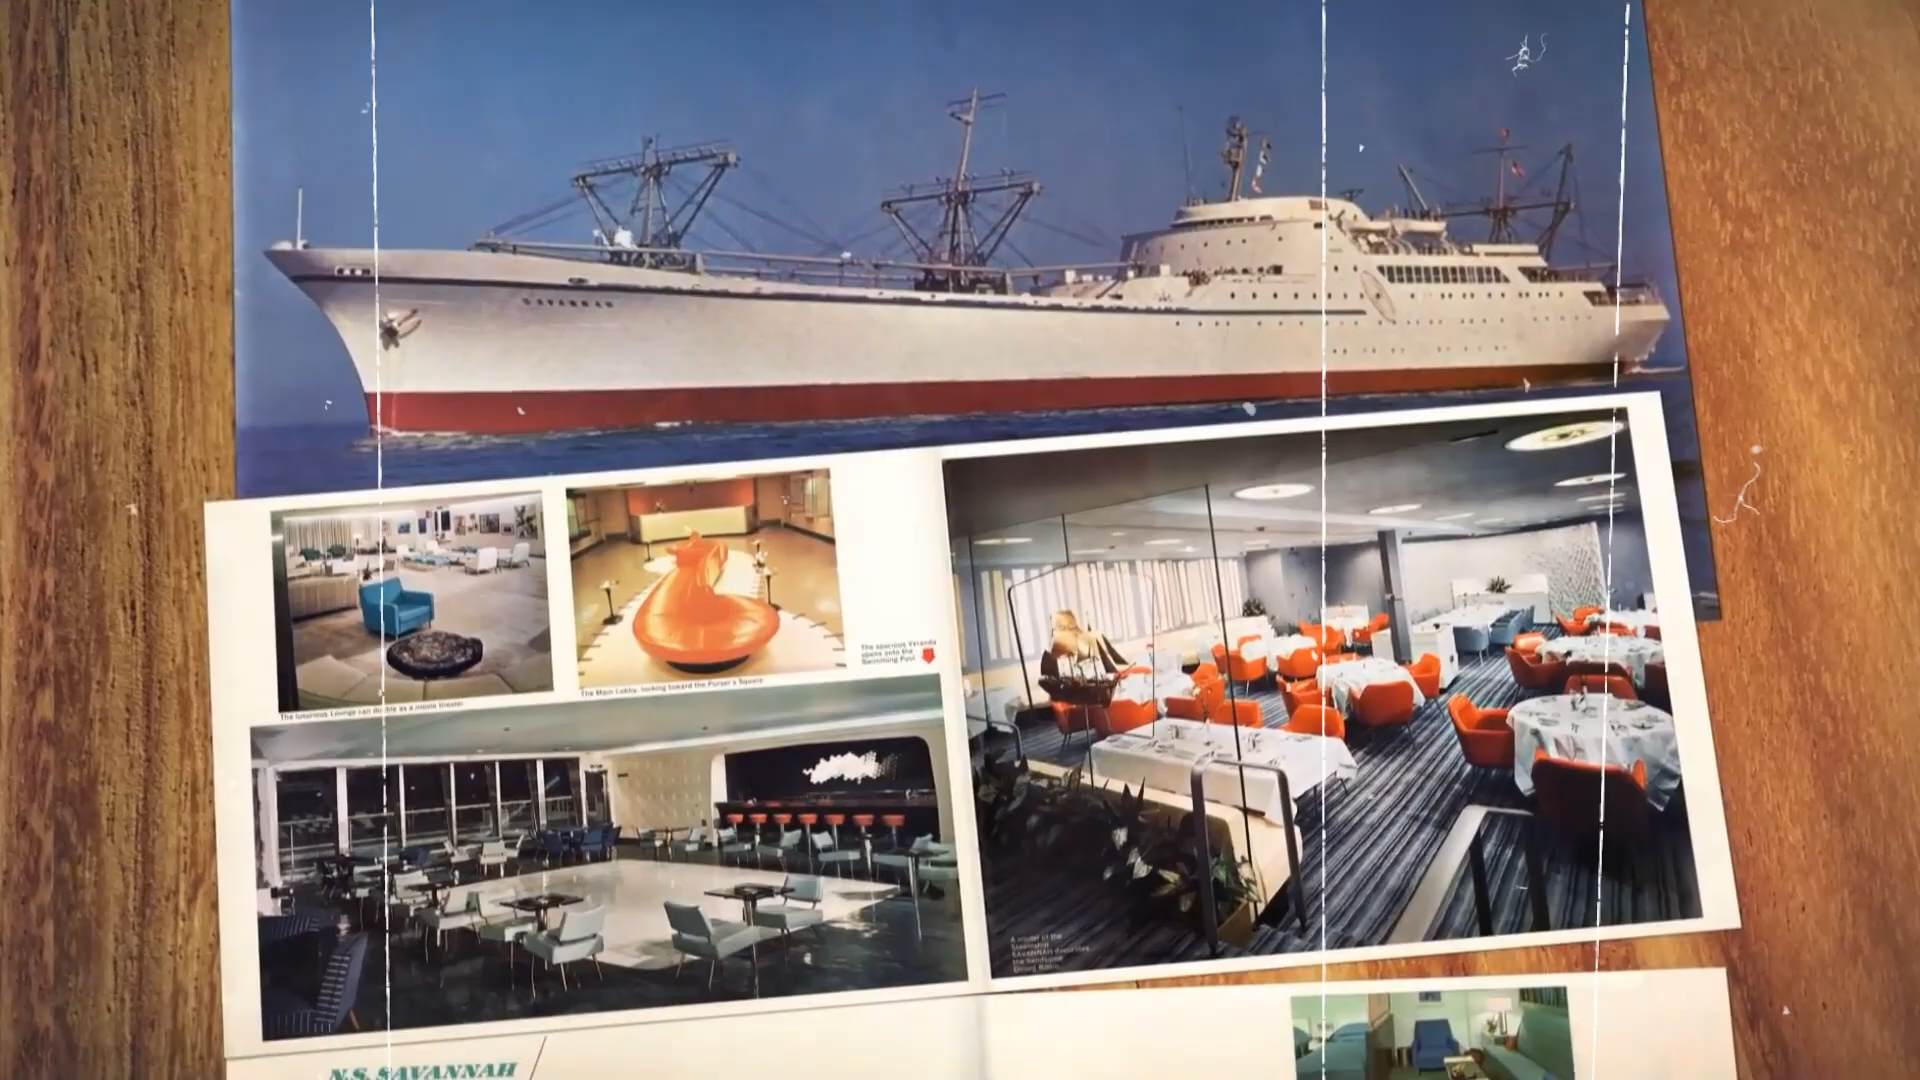 SAVANNAH
The spacious Veranda
opens onto the
Swimming Pool
The Main Lobby, looking toward the Purser's Square
The luxurious Lounge can double as a movie theater
A model of the
Steamship
SAVANNAH decorates
the handsome
Dining Room
N.S. SAVANNAH